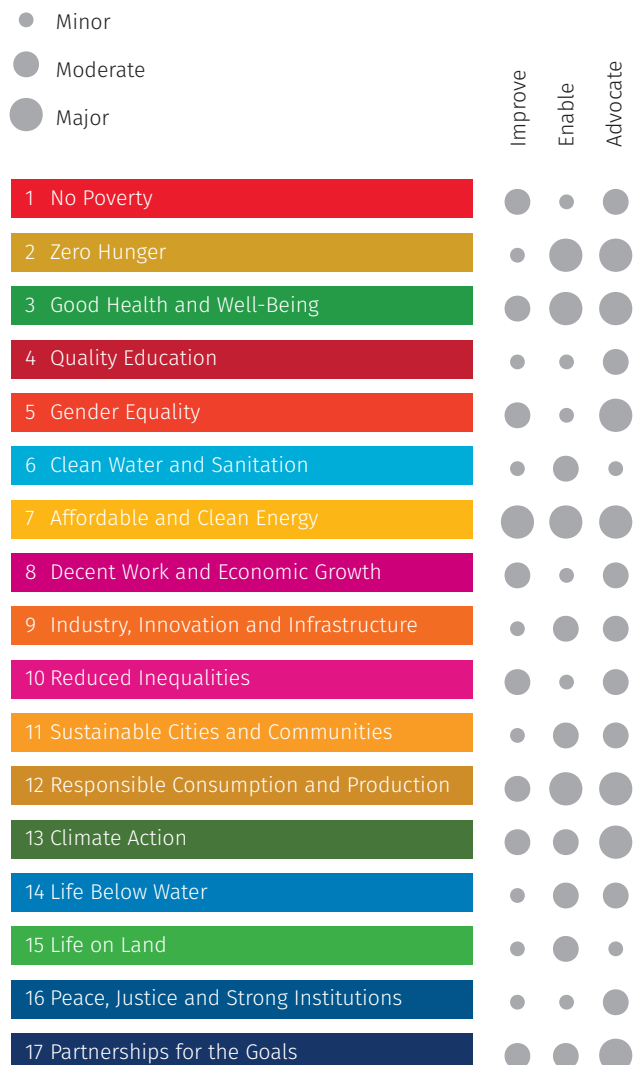 Minor
Moderate
Major
Improve
Enable
Advocate
1 No Poverty
2 Zero Hunger
3 Good Health and Well-Being
4 Quality Education
5 Gender Equality
6 Clean Water and Sanitation
7 Affordable and Clean Energy
8 Decent Work and Economic Growth
9 Industry, Innovation and Infrastructure
10 Reduced Inequalities
11 Sustainable Cities and Communities
12 Responsible Consumption and Production
13 Climate Action
14 Life Below Water
15 Life on Land
16 Peace, Justice and Strong Institutions
17 Partnerships for the Goals